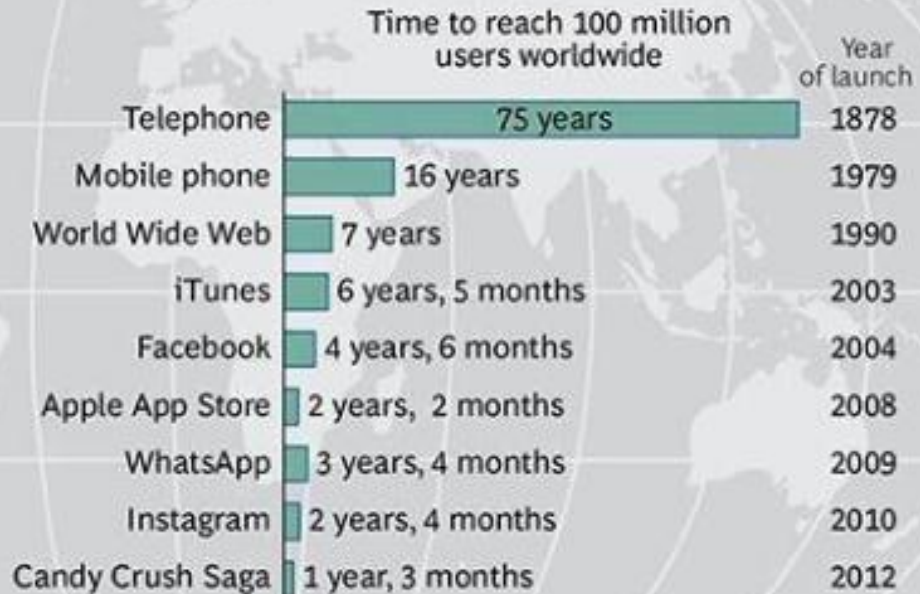 Time to reach 100 million
users worldwide
Year
of launch
Telephone 75 years 1878
Mobile phone 16 years 1979
World Wide Web 7 years 1990
iTunes 6 years, 5 months 2003
Facebook 4 years, 6 months 2004
Apple App Store 2 years, 2 months 2008
WhatsApp 3 years, 4 months 2009
Instagram 2 years, 4 months 2010
Candy Crush Saga 1 year, 3 months 2012